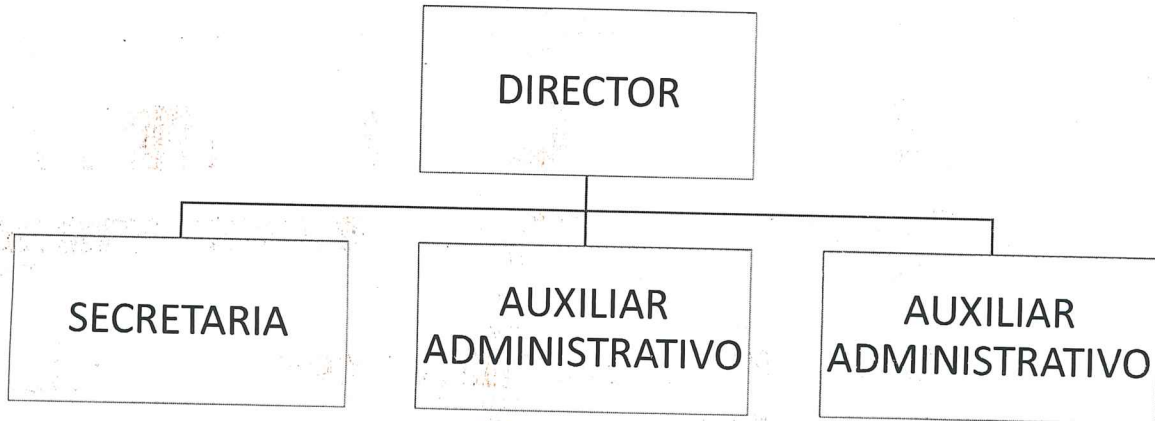 DIRECTOR
SECRETARIA
AUXILIAR
ADMINISTRATIVO
AUXILIAR
ADMINISTRATIVO